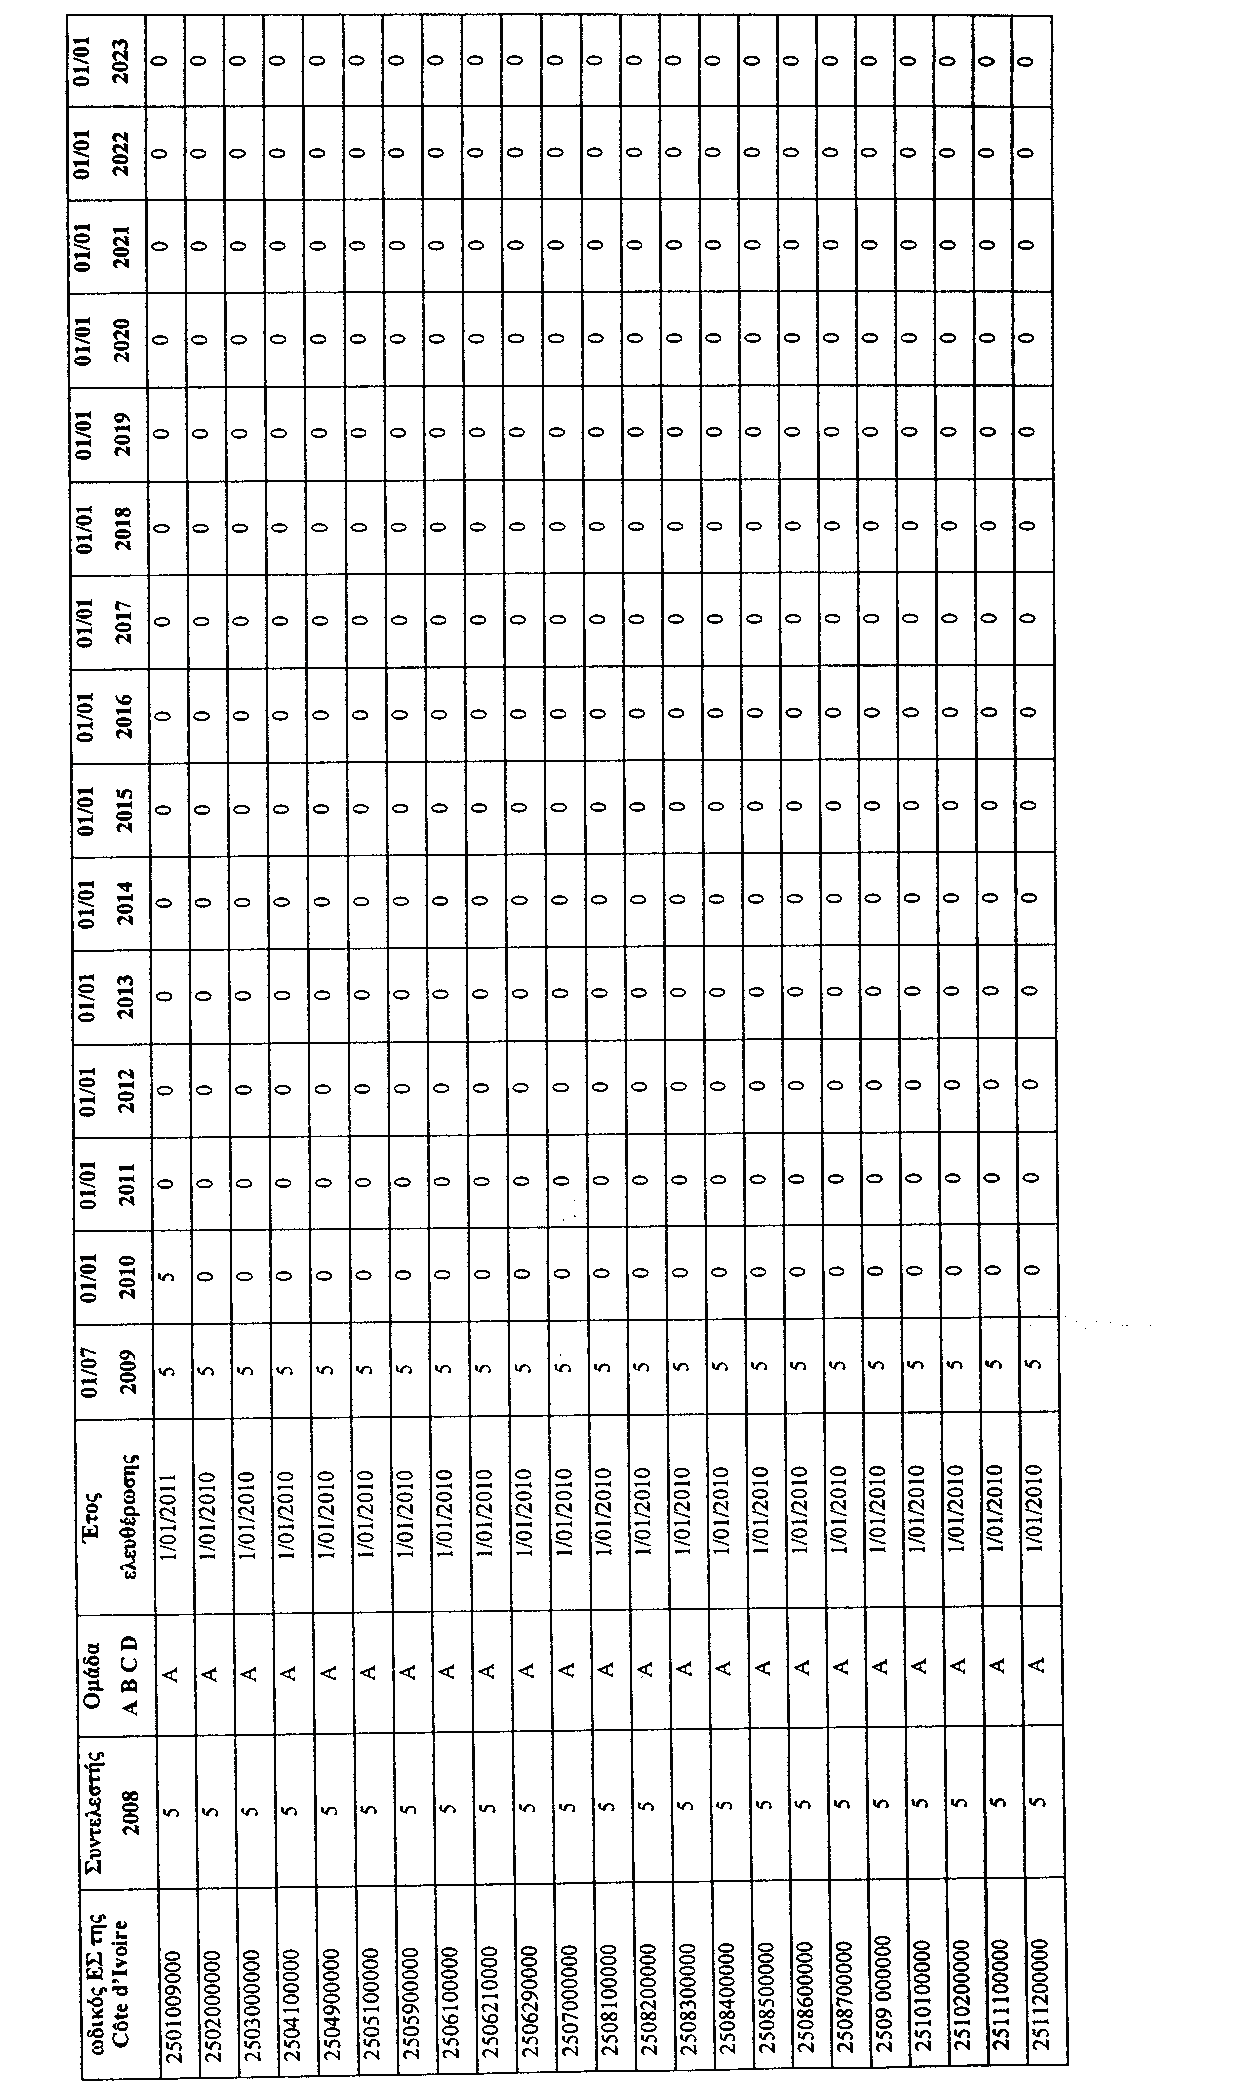 ωδικός ΕΣ της Côte d'Ivoire Συντελεστής 2008 Ομάδα A B C D Έτος ελευθέρωσης 01/07 2009 01/01 2010 01/01 2011 01/01 2012 01/01 2013 01/01 2014 01/01 2015 01/01 2016 01/01 2017 01/01 2018 01/01 2019 01/01 2020 01/01 2021 01/01 2022 01/01 2023
2501009000 5 A 1/01/2011 5 5 0 0 0 0 0 0 0 0 0 0 0 0 0
2502000000 5 A 1/01/2010 5 0 0 0 0 0 0 0 0 0 0 0 0 0 0
2503000000 5 A 1/01/2010 5 0 0 0 0 0 0 0 0 0 0 0 0 0 0
2504100000 5 A 1/01/2010 5 0 0 0 0 0 0 0 0 0 0 0 0 0 0
2504900000 5 A 1/01/2010 5 0 0 0 0 0 0 0 0 0 0 0 0 0 0
2505100000 5 A 1/01/2010 5 0 0 0 0 0 0 0 0 0 0 0 0 0 0
2505900000 5 A 1/01/2010 5 0 0 0 0 0 0 0 0 0 0 0 0 0 0
2506100000 5 A 1/01/2010 5 0 0 0 0 0 0 0 0 0 0 0 0 0 0
2506210000 5 A 1/01/2010 5 0 0 0 0 0 0 0 0 0 0 0 0 0 0
2506290000 5 A 1/01/2010 5 0 0 0 0 0 0 0 0 0 0 0 0 0 0
2507000000 5 A 1/01/2010 5 0 0 0 0 0 0 0 0 0 0 0 0 0 0
2508100000 5 A 1/01/2010 5 0 0 0 0 0 0 0 0 0 0 0 0 0 0
2508200000 5 A 1/01/2010 5 0 0 0 0 0 0 0 0 0 0 0 0 0 0
2508300000 5 A 1/01/2010 5 0 0 0 0 0 0 0 0 0 0 0 0 0 0
2508400000 5 A 1/01/2010 5 0 0 0 0 0 0 0 0 0 0 0 0 0 0
2508500000 5 A 1/01/2010 5 0 0 0 0 0 0 0 0 0 0 0 0 0 0
2508600000 5 A 1/01/2010 5 0 0 0 0 0 0 0 0 0 0 0 0 0 0
2508700000 5 A 1/01/2010 5 0 0 0 0 0 0 0 0 0 0 0 0 0 0
2509 000000 5 A 1/01/2010 5 0 0 0 0 0 0 0 0 0 0 0 0 0 0
2510100000 5 A 1/01/2010 5 0 0 0 0 0 0 0 0 0 0 0 0 0 0
2510200000 5 A 1/01/2010 5 0 0 0 0 0 0 0 0 0 0 0 0 0 0
2511100000 5 A 1/01/2010 5 0 0 0 0 0 0 0 0 0 0 0 0 0 0
2511200000 5 A 1/01/2010 5 0 0 0 0 0 0 0 0 0 0 0 0 0 0